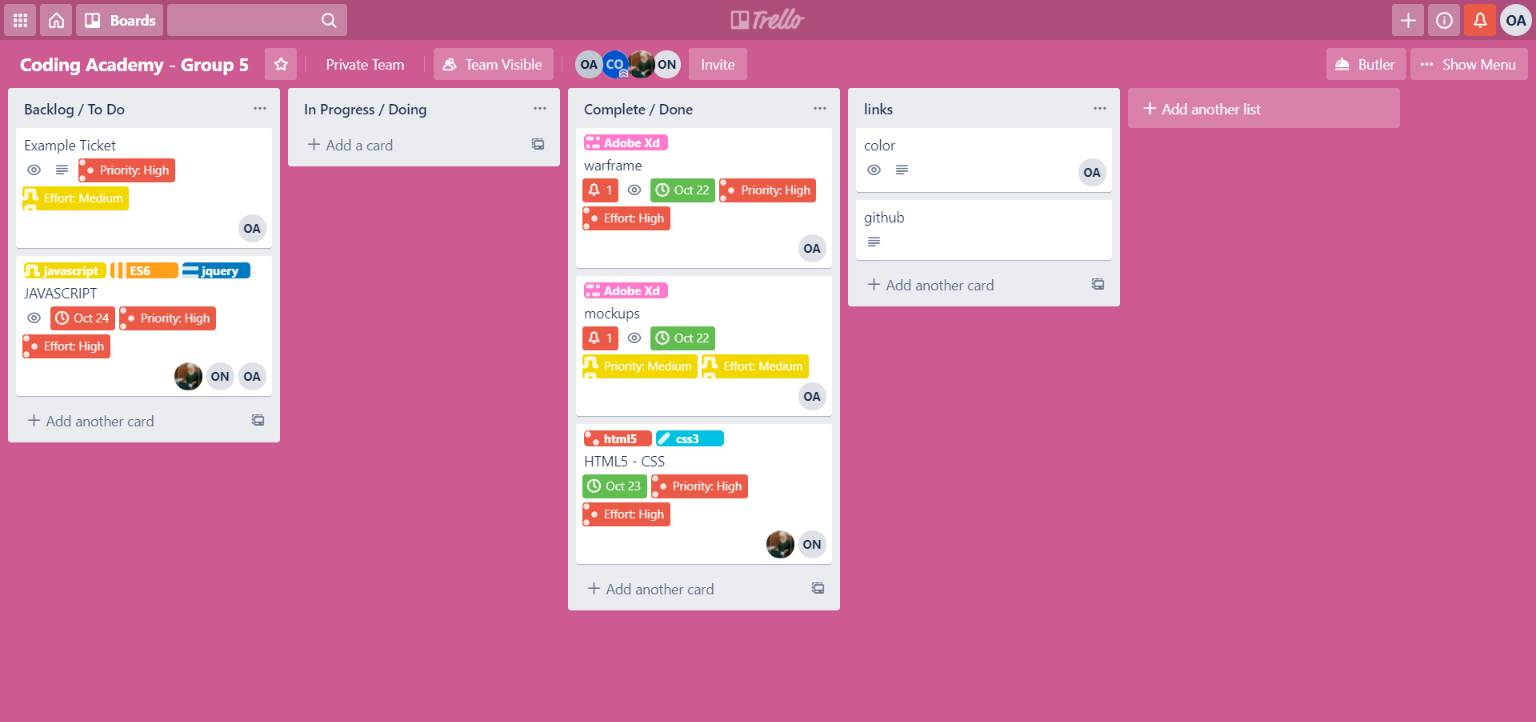 Boards
Trello
OA
Coding Academy - Group 5
Private Team
Team Visible
OA CO ON
Invite
Butler
... Show Menu
Backlog / To Do ...
Example Ticket
Priority: High
Effort: Medium
OA
javascript ES6 jquery
JAVASCRIPT
Oct 24 Priority: High
Effort: High
ON OA
+ Add another card
In Progress / Doing ...
+ Add a card
Complete / Done ...
Adobe Xd
warframe
1 Oct 22 Priority: High
Effort: High
OA
Adobe Xd
mockups
1 Oct 22
Priority: Medium Effort: Medium
OA
html5 css3
HTML5 - CSS
Oct 23 Priority: High
Effort: High
ON
+ Add another card
links ...
color
OA
github
+ Add another card
+ Add another list